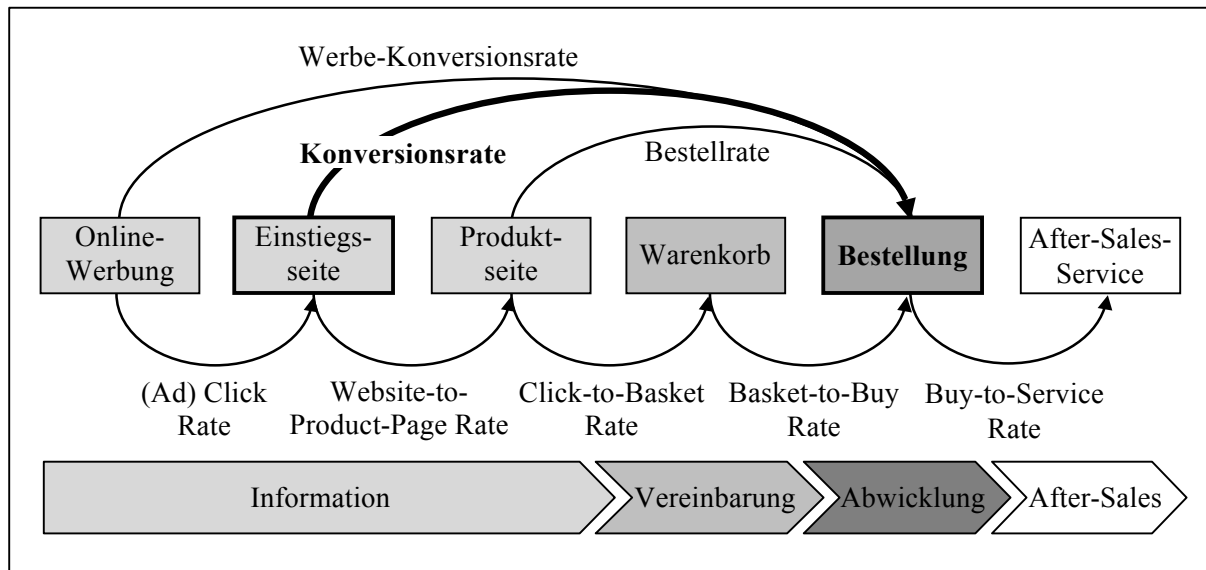 Werbe-Konversionsrate
Konversionsrate
Bestellrate
Online-
Werbung
Einstiegs-
seite
Produkt-
seite
Warenkorb
Bestellung
After-Sales-
Service
(Ad) Click
Rate
Website-to-
Product-Page Rate
Click-to-Basket
Rate
Basket-to-Buy
Rate
Buy-to-Service
Rate
Information
Vereinbarung
Abwicklung
After-Sales